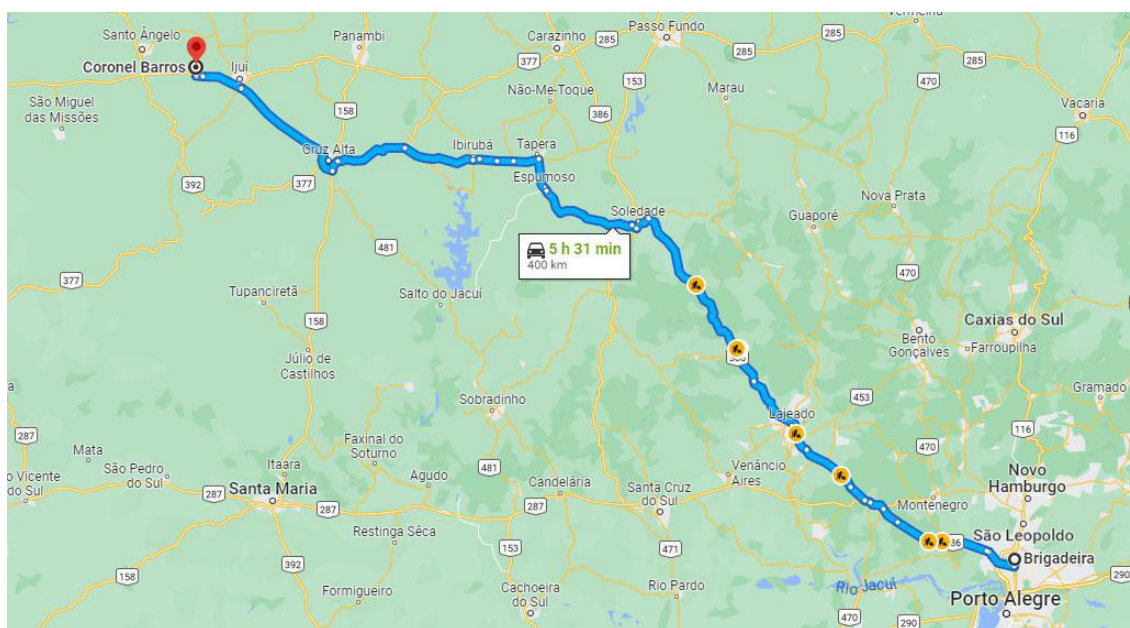 Vermelha
Passo Fundo
Santo Ângelo
Panambi
Carazinho
285
285
Coronel Barros
Ijuí
377
153
470
285
Não-Me-Toque
Marau
São Miguel
das Missões
158
386
Vacaria
116
Cruz Alta
Ibirubá
Tapera
377
392
Espumoso
Nova Prata
Soledade
Guaporé
5 h 31 min
400 km
481
470
377
Tupanciretã
Salto do Jacuí
158
Caxias do Sul
Bento
Gonçalves
Farroupilha
Júlio de
Castilhos
Gramado
Sobradinho
453
Lajeado
116
287
Mata
Faxinal do
Soturno
470
São Pedro
do Sul
Itaara
Agudo
481
Venâncio
Aires
Novo
Hamburgo
o Vicente
do Sul
287
Santa Maria
Candelária
Santa Cruz
do Sul
287
287
Montenegro
Restinga Sêca
São Leopoldo
153
471
36
Brigadeira
158
392
290
Formigueiro
Cachoeira
do Sul
Rio Pardo
Rio Jacuí
Porto Alegre
470
290